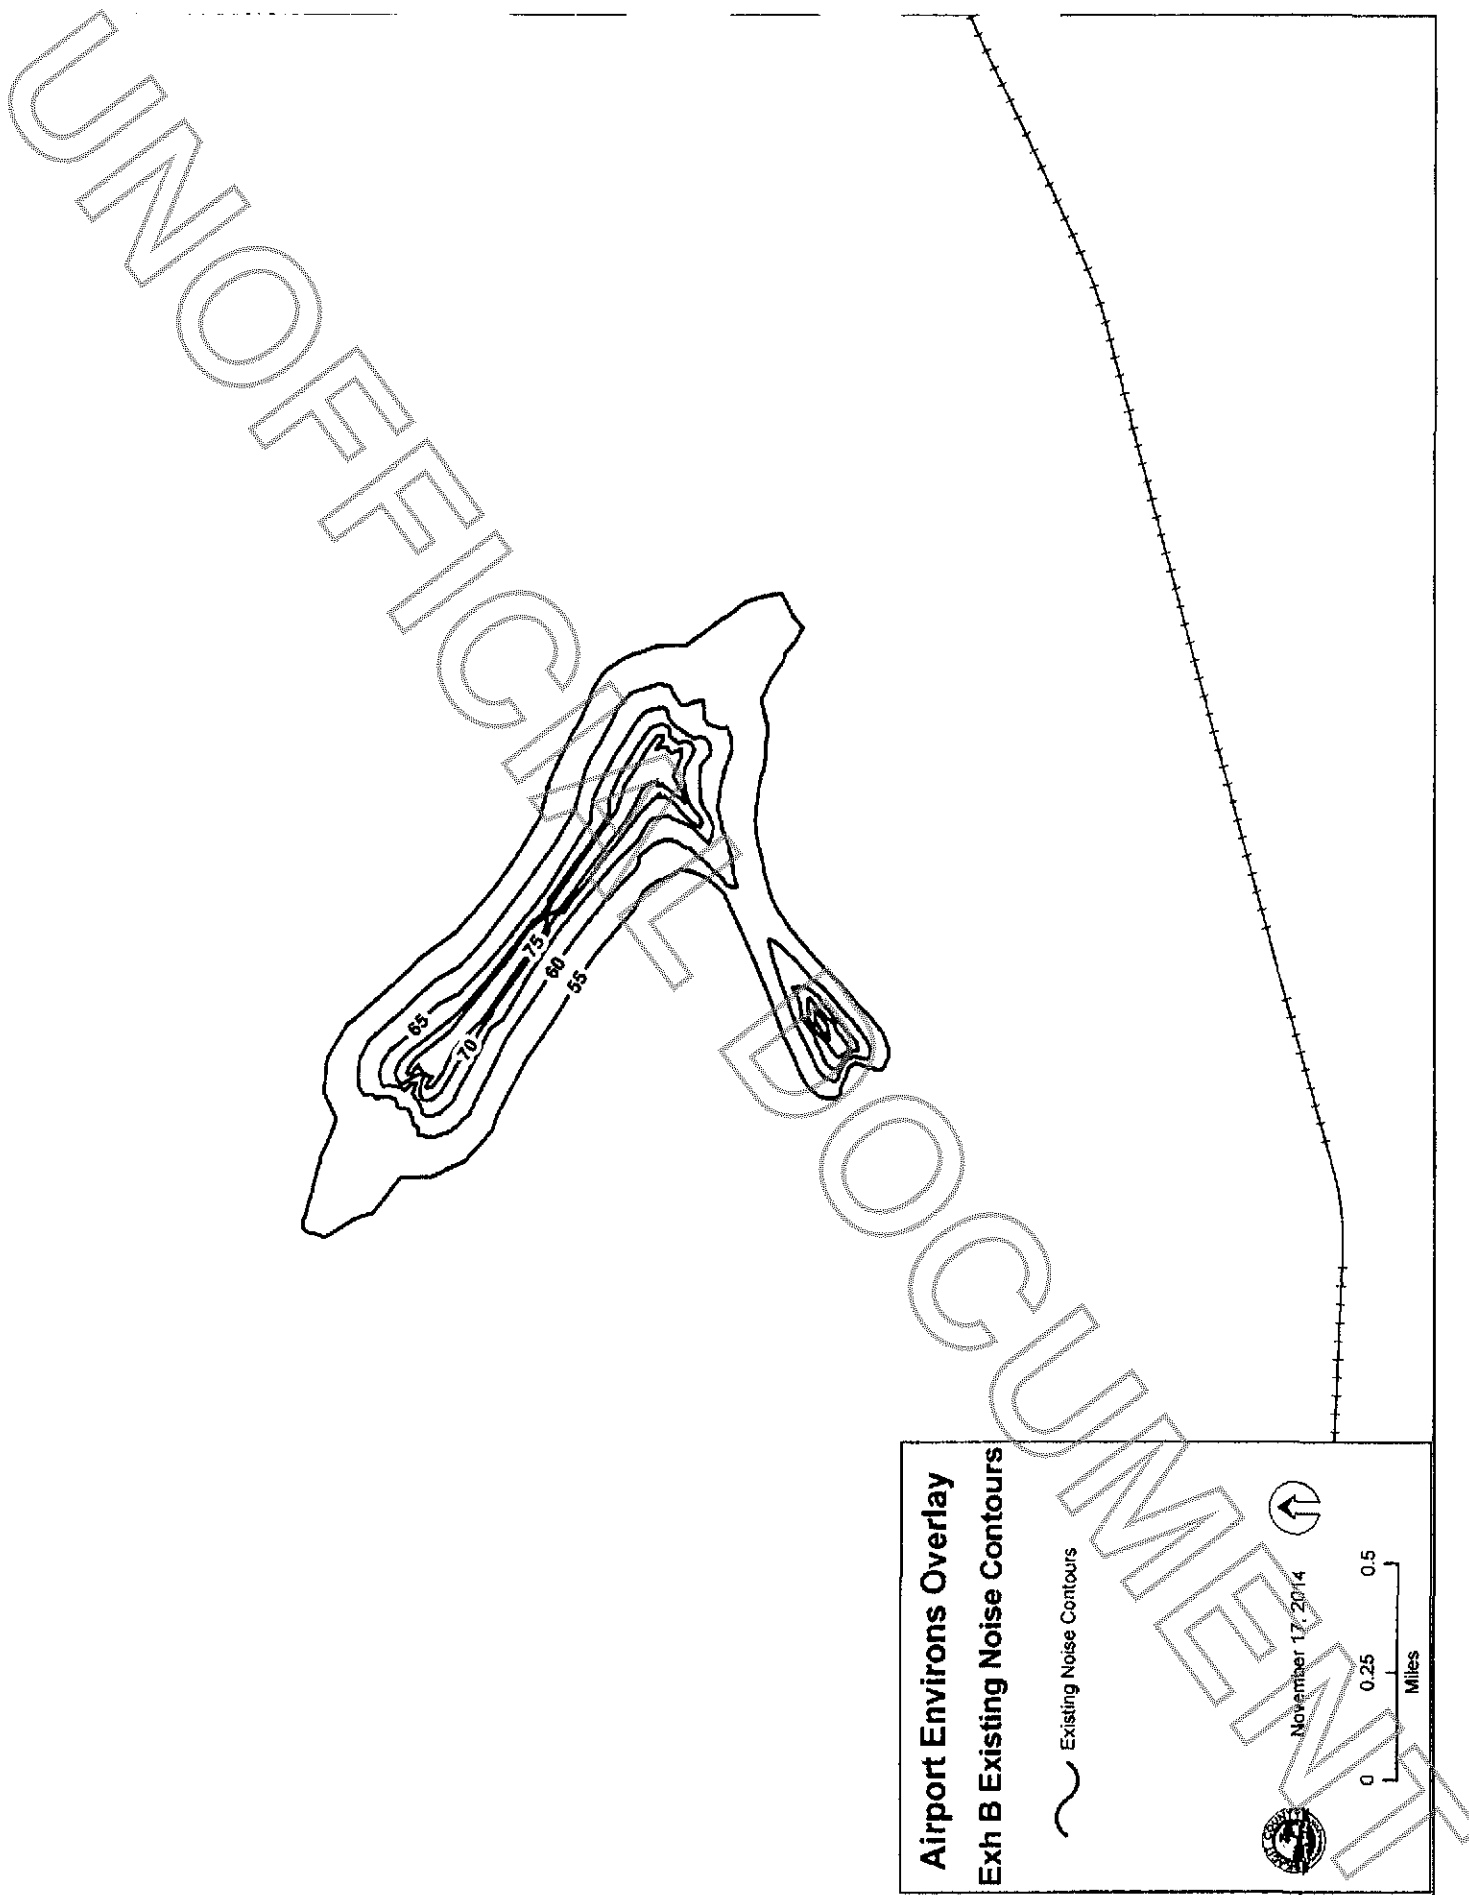 UNOFFICIAL DOCUMENT
65
70
75
60
55
Airport Environs Overlay
Exh B Existing Noise Contours
Existing Noise Contours
November 17, 2014
0 0.25 0.5
Miles
COUNTY